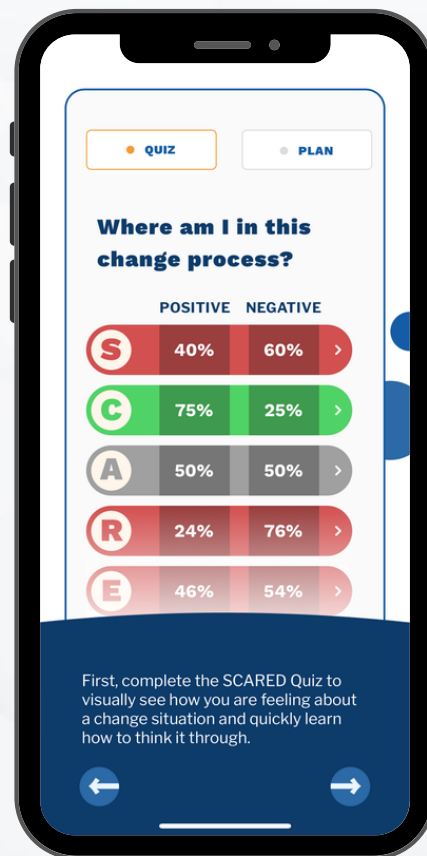 QUIZ PLAN
Where am I in this
change process?
POSITIVE NEGATIVE
S 40% 60%
C 75% 25%
A 50% 50%
R 24% 76%
E 46% 54%
First, complete the SCARED Quiz to
visually see how you are feeling about
a change situation and quickly learn
how to think it through.